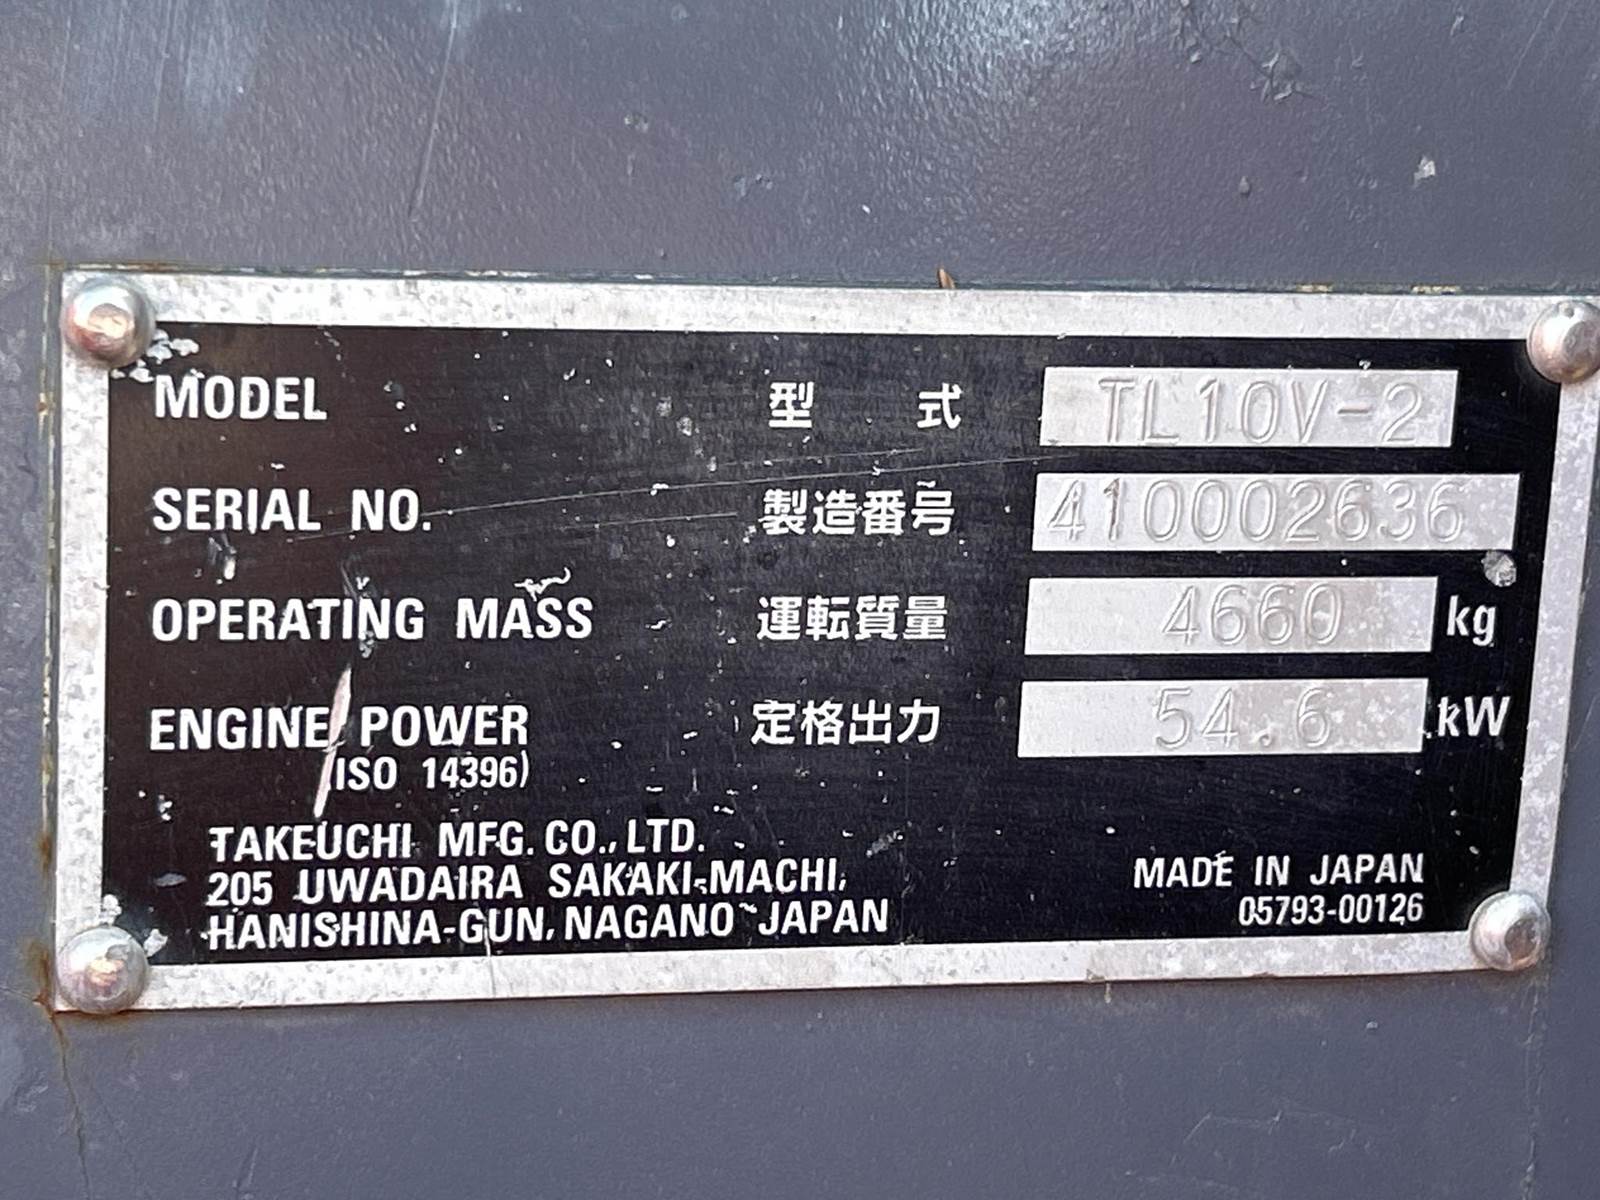 MODEL 型 式 TL10V-2
SERIAL NO. 製造番号 410002636
OPERATING MASS 運転質量 4660 kg
ENGINE POWER 定格出力 54.6 kW
(ISO 14396)
TAKEUCHI MFG. CO., LTD.
205 UWADAIRA SAKAKI-MACHI,
HANISHINA-GUN, NAGANO JAPAN
MADE IN JAPAN
05793-00126